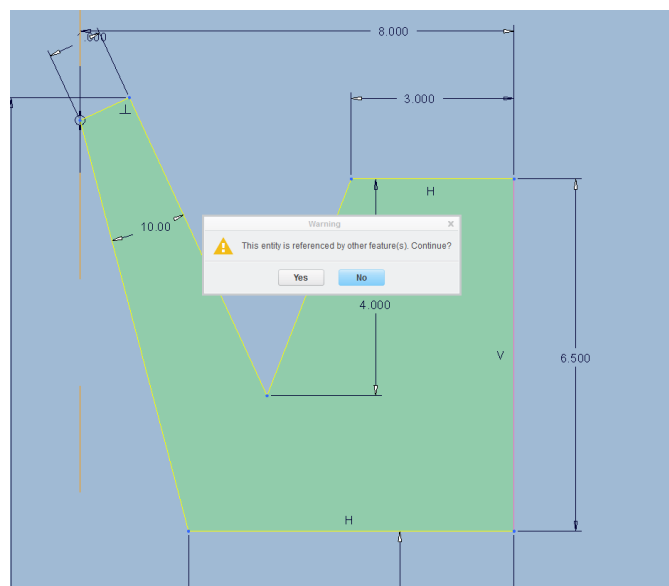 8.000
3.000
H
10.00
Warning
This entity is referenced by other feature(s). Continue?
Yes
No
4.000
V
6.500
H